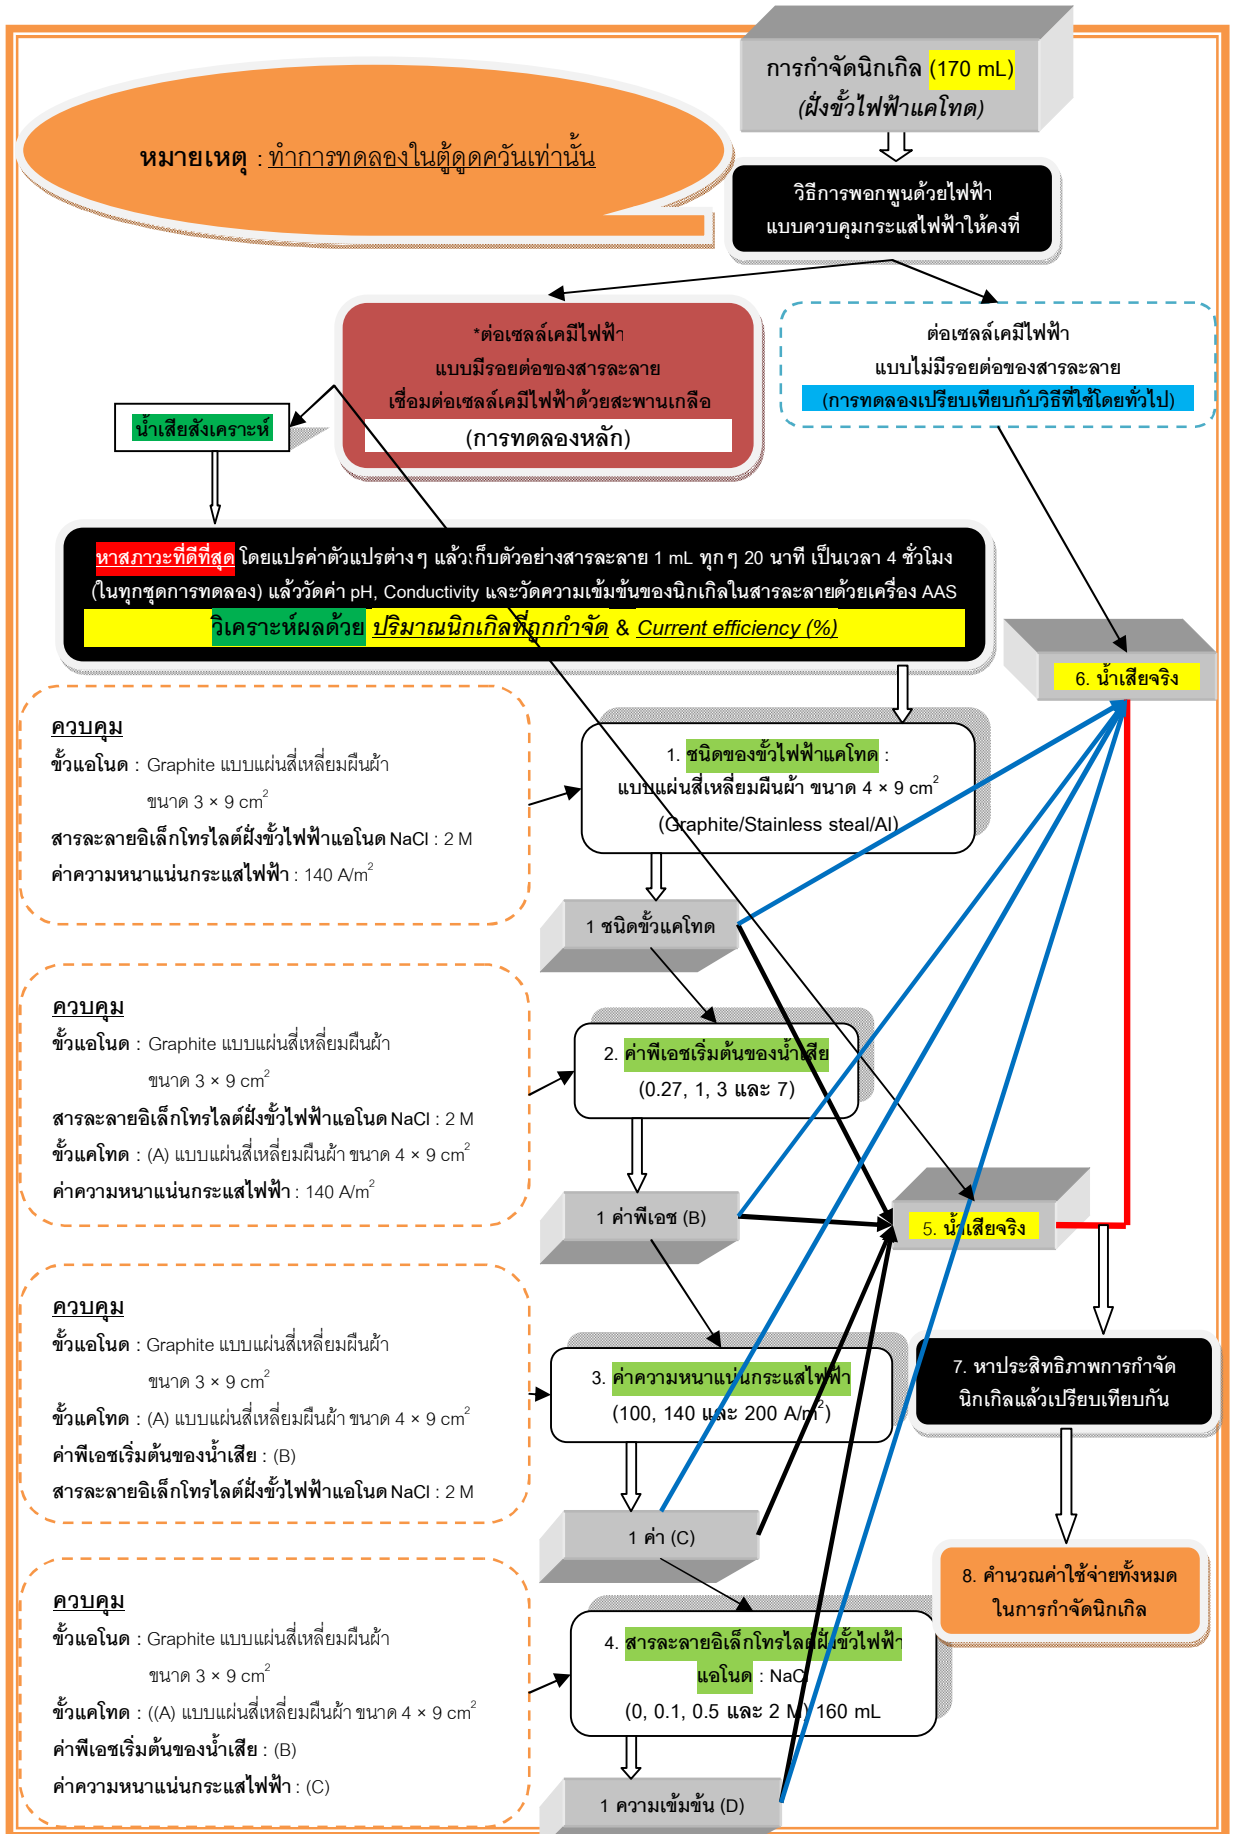 การกำจัดนิกเกิล (170 mL)
(ฝั่งขั้วไฟฟ้าแคโทด)
หมายเหตุ : ทำการทดลองในตู้ดูดควันเท่านั้น
วิธีการพอกพูนด้วยไฟฟ้า
แบบควบคุมกระแสไฟฟ้าให้คงที่
*ต่อเซลล์เคมีไฟฟ้า
แบบมีรอยต่อของสารละลาย
เชื่อมต่อเซลล์เคมีไฟฟ้าด้วยสะพานเกลือ
(การทดลองหลัก)
ต่อเซลล์เคมีไฟฟ้า
แบบไม่มีรอยต่อของสารละลาย
(การทดลองเปรียบเทียบกับวิธีที่ใช้โดยทั่วไป)
น้ำเสียสังเคราะห์
หาสภาวะที่ดีที่สุด โดยแปรค่าตัวแปรต่างๆ แล้วเก็บตัวอย่างสารละลาย 1 mL ทุกๆ 20 นาที เป็นเวลา 4 ชั่วโมง
(ในทุกชุดการทดลอง) แล้ววัดค่า pH, Conductivity และวัดความเข้มข้นของนิกเกิลในสารละลายด้วยเครื่อง AAS
วิเคราะห์ผลด้วย ปริมาณนิกเกิลที่ถูกกำจัด & Current efficiency (%)
6. น้ำเสียจริง
ควบคุม
ขั้วแอโนด : Graphite แบบแผ่นสี่เหลี่ยมผืนผ้า
ขนาด 3 × 9 cm²
สารละลายอิเล็กโทรไลต์ฝั่งขั้วไฟฟ้าแอโนด NaCl : 2 M
ค่าความหนาแน่นกระแสไฟฟ้า : 140 A/m²
1. ชนิดของขั้วไฟฟ้าแคโทด :
แบบแผ่นสี่เหลี่ยมผืนผ้า ขนาด 4 × 9 cm²
(Graphite/Stainless steal/Al)
1 ชนิดขั้วแคโทด
ควบคุม
ขั้วแอโนด : Graphite แบบแผ่นสี่เหลี่ยมผืนผ้า
ขนาด 3 × 9 cm²
สารละลายอิเล็กโทรไลต์ฝั่งขั้วไฟฟ้าแอโนด NaCl : 2 M
ขั้วแคโทด : (A) แบบแผ่นสี่เหลี่ยมผืนผ้า ขนาด 4 × 9 cm²
ค่าความหนาแน่นกระแสไฟฟ้า : 140 A/m²
2. ค่าพีเอชเริ่มต้นของน้ำเสีย
(0.27, 1, 3 และ 7)
1 ค่าพีเอช (B)
5. น้ำเสียจริง
ควบคุม
ขั้วแอโนด : Graphite แบบแผ่นสี่เหลี่ยมผืนผ้า
ขนาด 3 × 9 cm²
ขั้วแคโทด : (A) แบบแผ่นสี่เหลี่ยมผืนผ้า ขนาด 4 × 9 cm²
ค่าพีเอชเริ่มต้นของน้ำเสีย : (B)
สารละลายอิเล็กโทรไลต์ฝั่งขั้วไฟฟ้าแอโนด NaCl : 2 M
3. ค่าความหนาแน่นกระแสไฟฟ้า
(100, 140 และ 200 A/m²)
1 ค่า (C)
7. หาประสิทธิภาพการกำจัด
นิกเกิลแล้วเปรียบเทียบกัน
8. คำนวณค่าใช้จ่ายทั้งหมด
ในการกำจัดนิกเกิล
ควบคุม
ขั้วแอโนด : Graphite แบบแผ่นสี่เหลี่ยมผืนผ้า
ขนาด 3 × 9 cm²
ขั้วแคโทด : ((A) แบบแผ่นสี่เหลี่ยมผืนผ้า ขนาด 4 × 9 cm²
ค่าพีเอชเริ่มต้นของน้ำเสีย : (B)
ค่าความหนาแน่นกระแสไฟฟ้า : (C)
4. สารละลายอิเล็กโทรไลต์ฝั่งขั้วไฟฟ้า
แอโนด : NaCl
(0, 0.1, 0.5 และ 2 M) 160 mL
1 ความเข้มข้น (D)